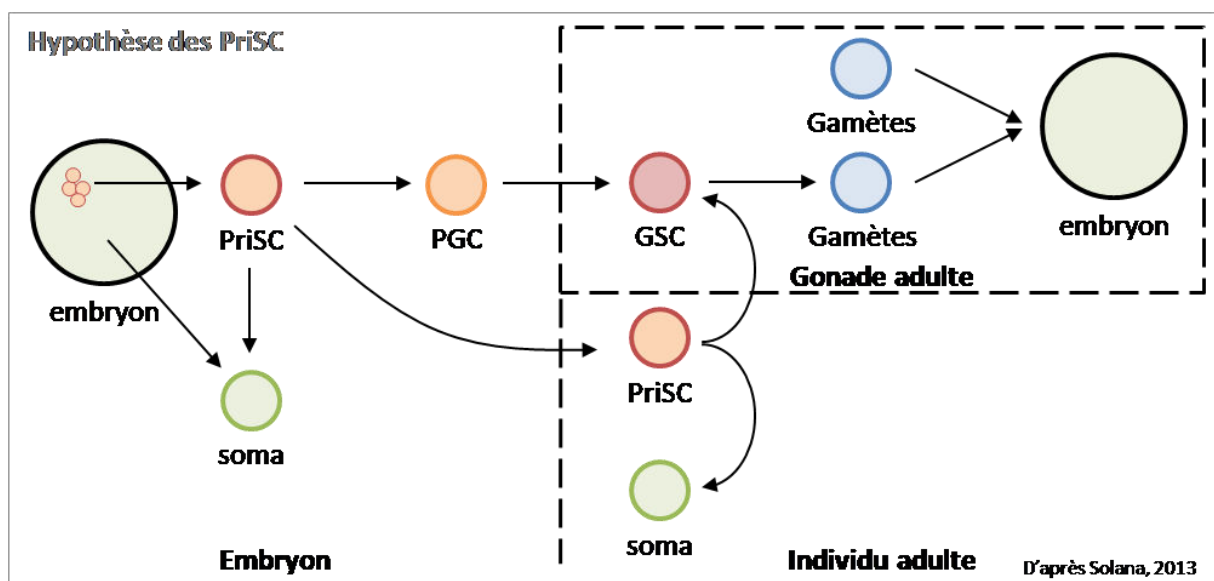 Hypothèse des PriSC
Gamètes
embryon
PriSC
PGC
GSC
Gamètes
embryon
Gonade adulte
PriSC
soma
soma
Embryon
Individu adulte
D'après Solana, 2013